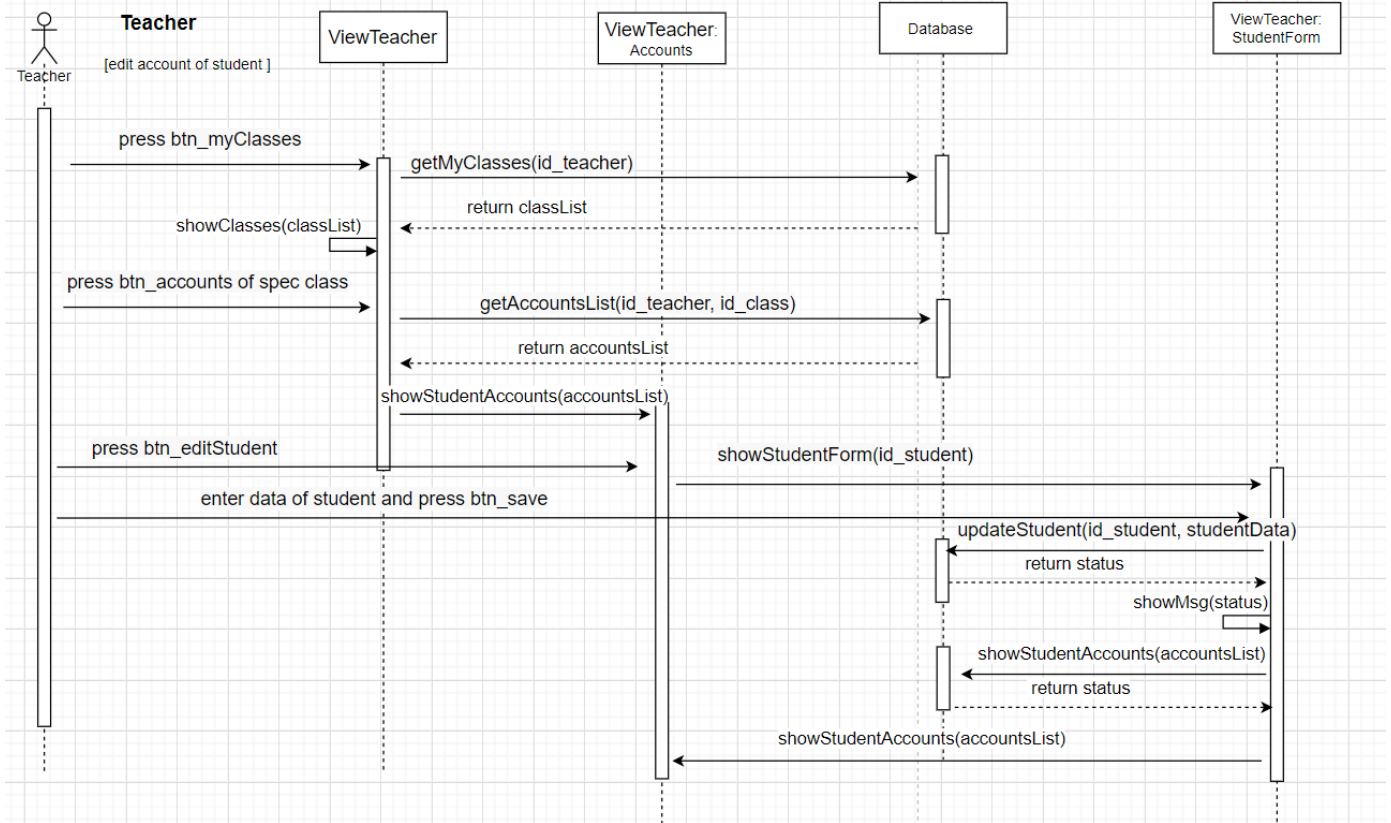 Teacher
[edit account of student ]
Teacher
ViewTeacher
ViewTeacher:
Accounts
Database
ViewTeacher:
StudentForm
press btn_myClasses
getMyClasses(id_teacher)
return classList
showClasses(classList)
press btn_accounts of spec class
getAccountsList(id_teacher, id_class)
return accountsList
showStudentAccounts(accountsList)
press btn_editStudent
showStudentForm(id_student)
enter data of student and press btn_save
updateStudent(id_student, studentData)
return status
showMsg(status)
showStudentAccounts(accountsList)
return status
showStudentAccounts(accountsList)